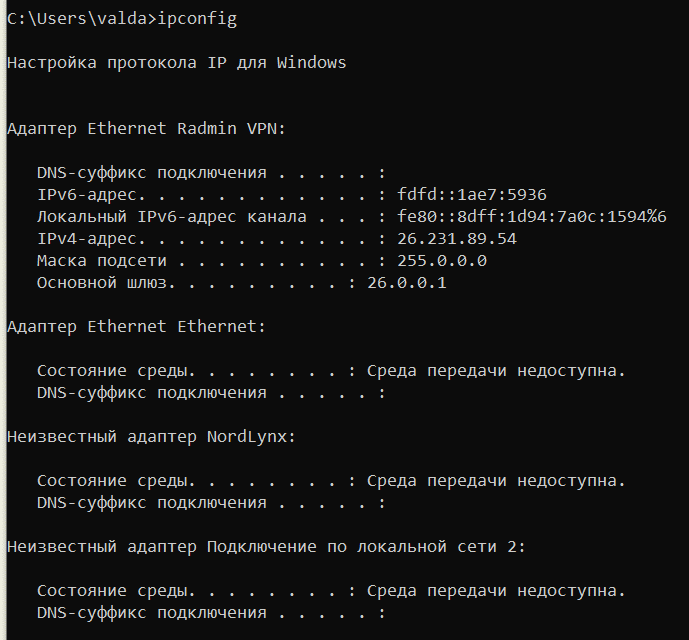 C:\Users\valda>ipconfig
Настройка протокола IP для Windows
Адаптер Ethernet Radmin VPN:
DNS-суффикс подключения . . . . . :
IPv6-адрес. . . . . . . . . . . . : fdfd::1ae7:5936
Локальный IPv6-адрес канала . . . : fe80::8dff:1d94:7a0c:1594%6
IPv4-адрес. . . . . . . . . . . . : 26.231.89.54
Маска подсети . . . . . . . . . . : 255.0.0.0
Основной шлюз. . . . . . . . . : 26.0.0.1
Адаптер Ethernet Ethernet:
Состояние среды. . . . . . . . : Среда передачи недоступна.
DNS-суффикс подключения . . . . . :
Неизвестный адаптер NordLynx:
Состояние среды. . . . . . . . : Среда передачи недоступна.
DNS-суффикс подключения . . . . . :
Неизвестный адаптер Подключение по локальной сети 2:
Состояние среды. . . . . . . . : Среда передачи недоступна.
DNS-суффикс подключения . . . . . :